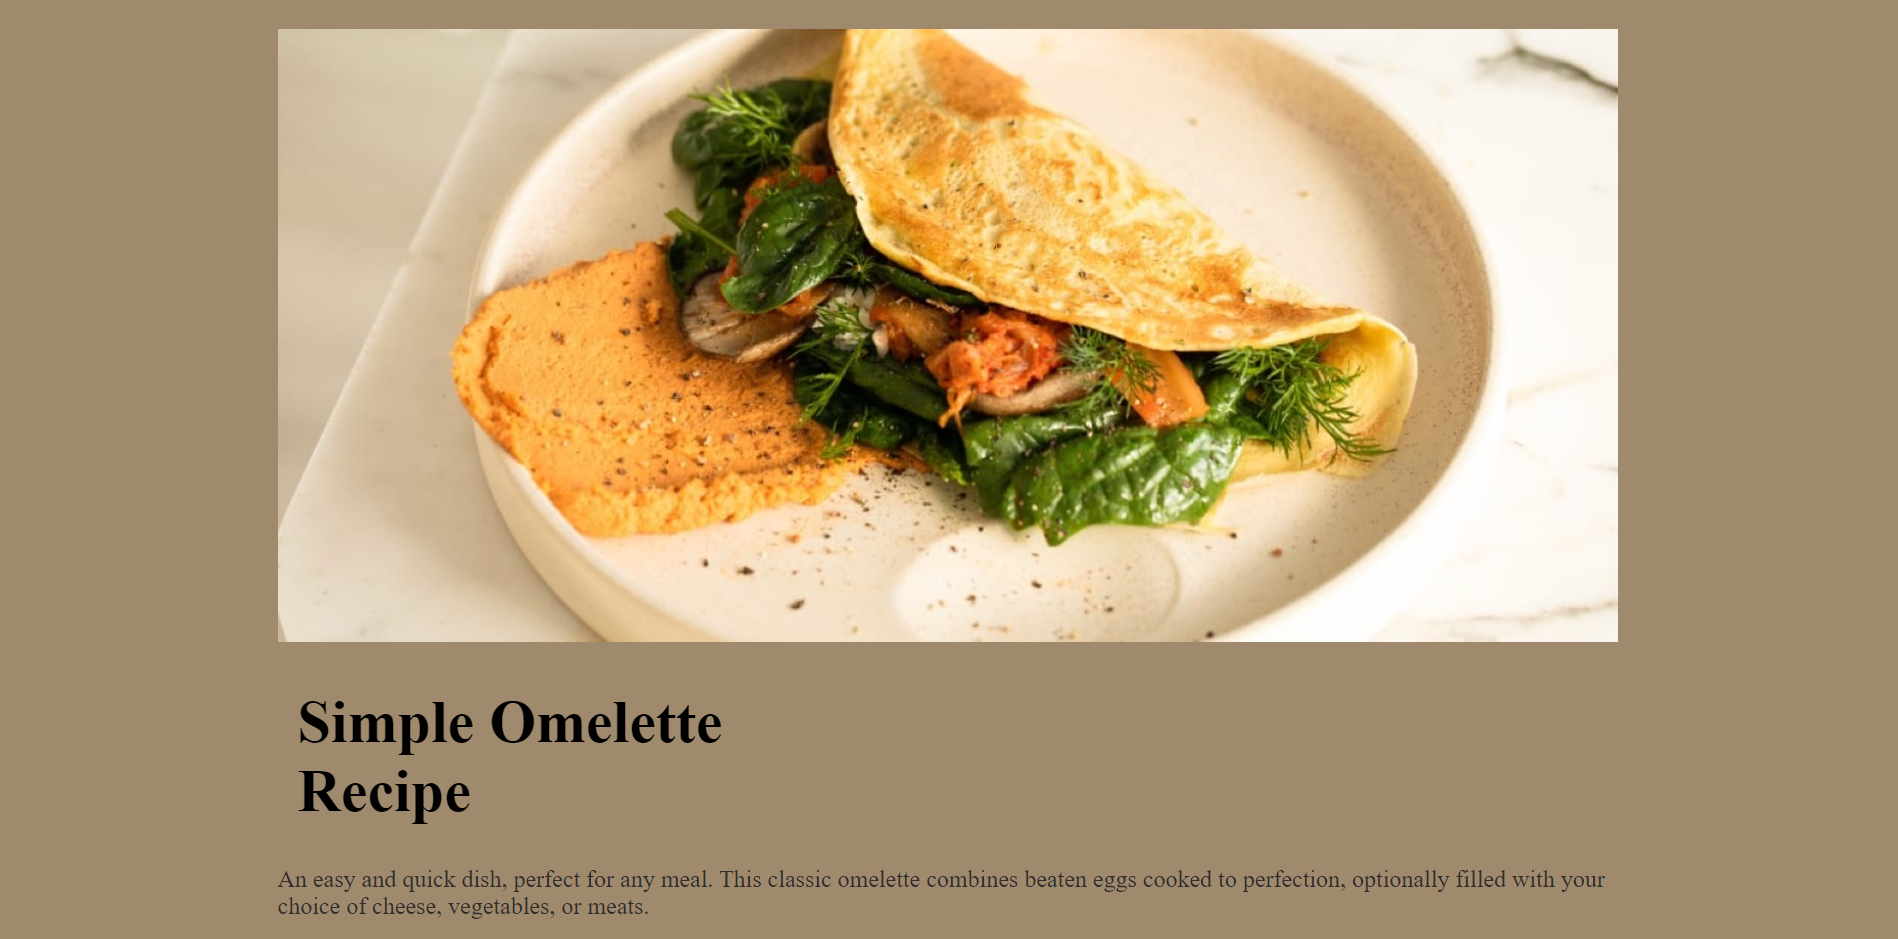 Simple Omelette
Recipe
An easy and quick dish, perfect for any meal. This classic omelette combines beaten eggs cooked to perfection, optionally filled with your
choice of cheese, vegetables, or meats.